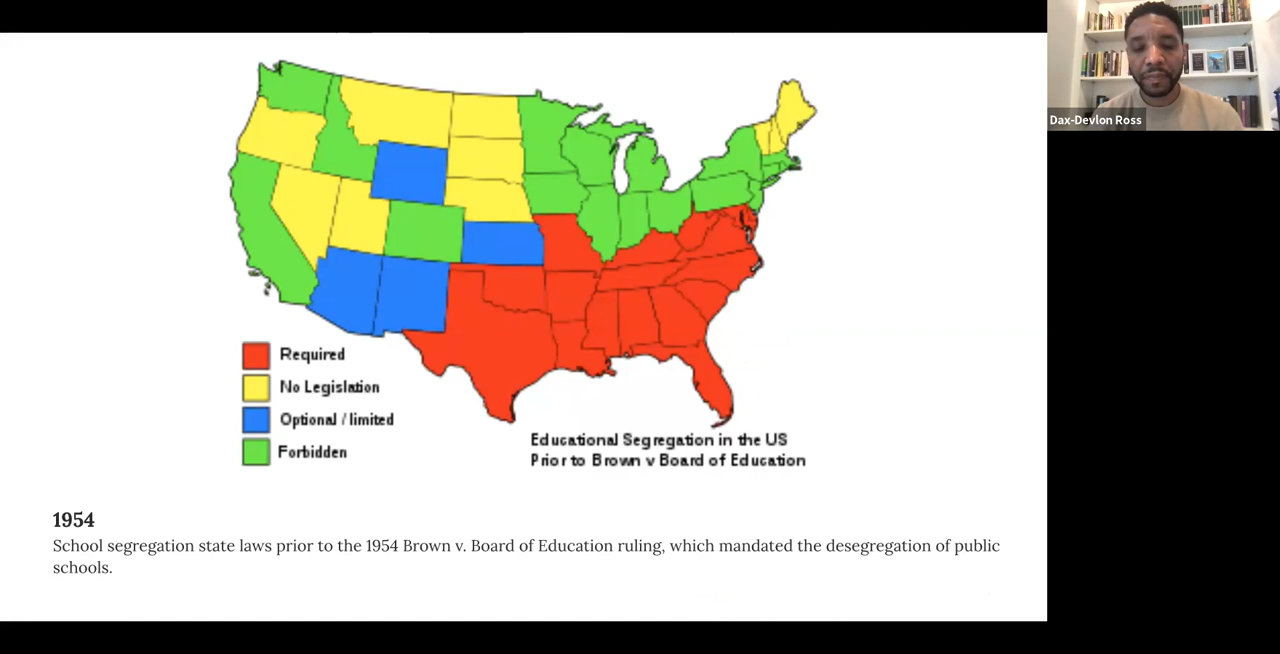 Dax-Devlon Ross
Required
No Legislation
Optional / limited
Forbidden
Educational Segregation in the US
Prior to Brown v Board of Education
1954
School segregation state laws prior to the 1954 Brown v. Board of Education ruling, which mandated the desegregation of public
schools.